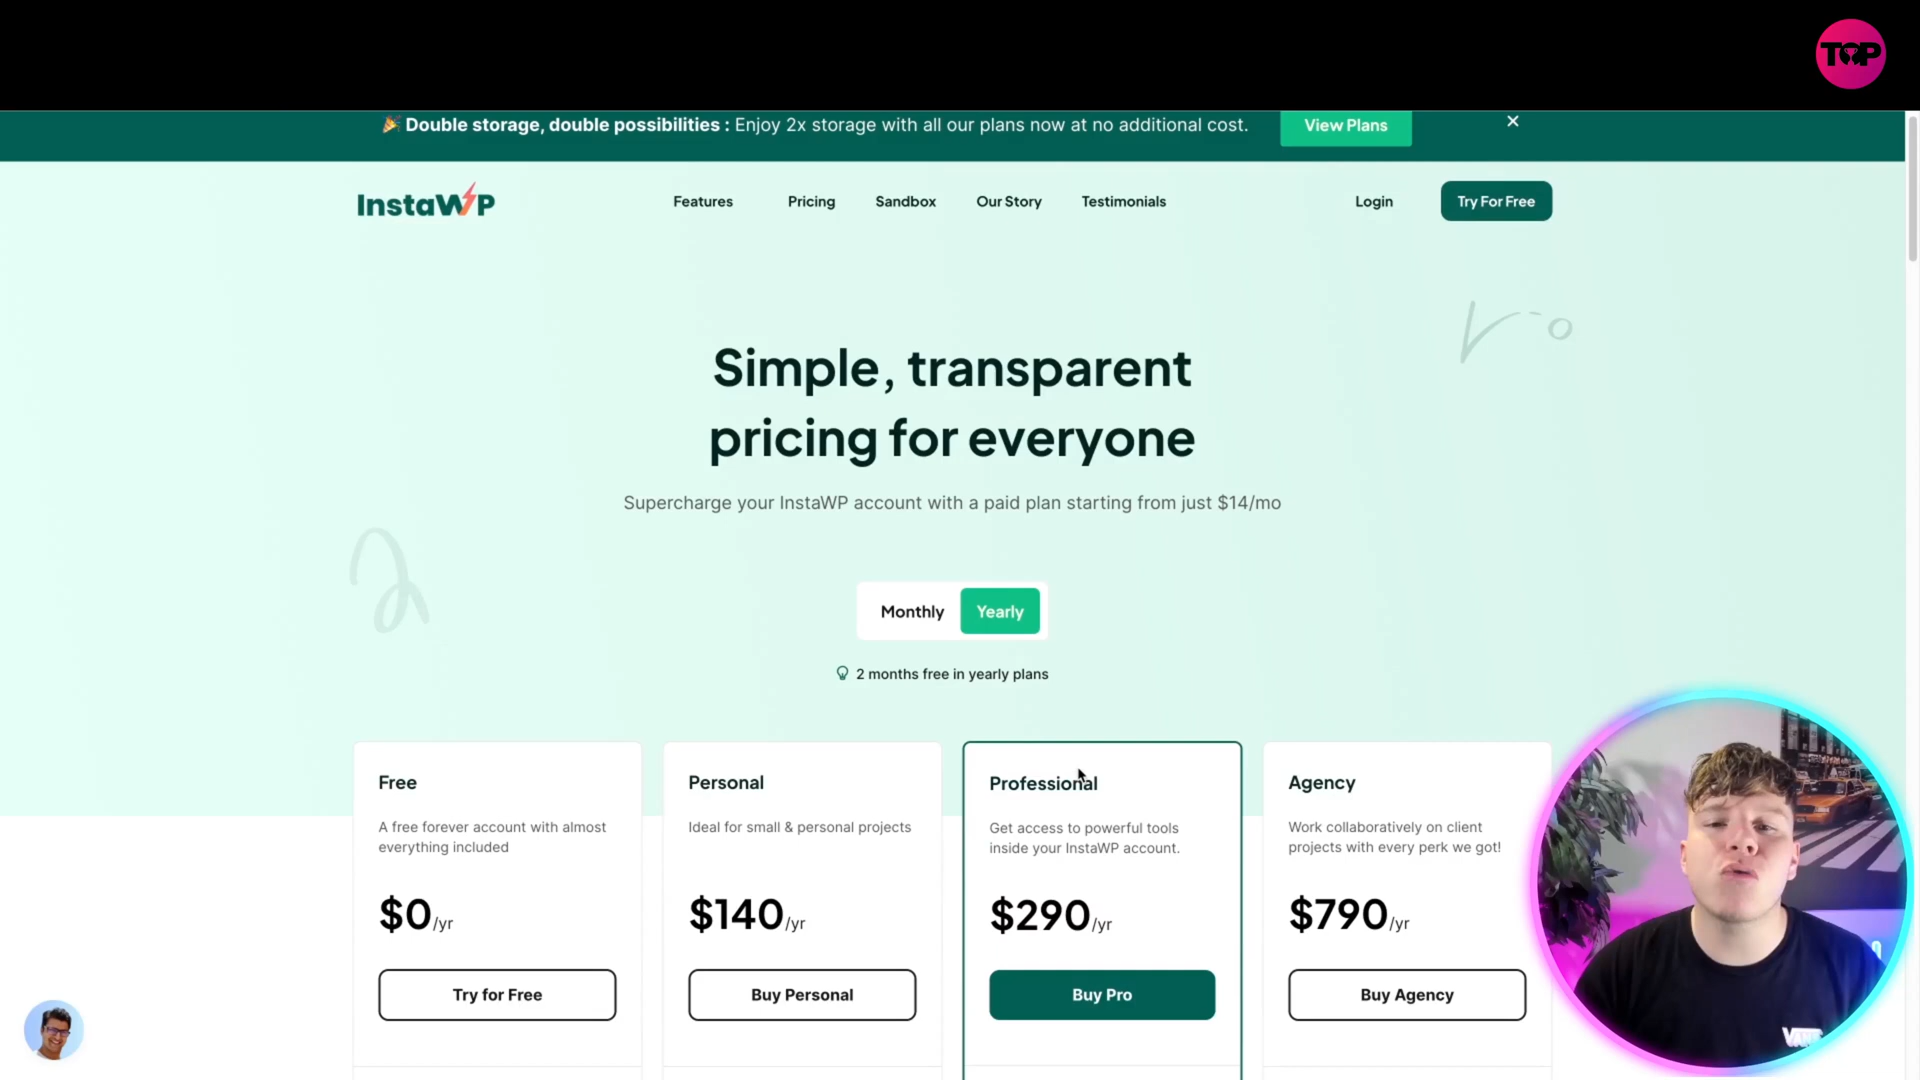 TOP
🎉 Double storage, double possibilities : Enjoy 2x storage with all our plans now at no additional cost.
View Plans
InstaWP
Features
Pricing
Sandbox
Our Story
Testimonials
Login
Try For Free
Simple, transparent
pricing for everyone
Supercharge your InstaWP account with a paid plan starting from just $14/mo
Monthly
Yearly
2 months free in yearly plans
Free
A free forever account with almost
everything included
$0/yr
Try for Free
Personal
Ideal for small & personal projects
$140/yr
Buy Personal
Professional
Get access to powerful tools
inside your InstaWP account.
$290/yr
Buy Pro
Agency
Work collaboratively on client
projects with every perk we got!
$790/yr
Buy Agency
VANS